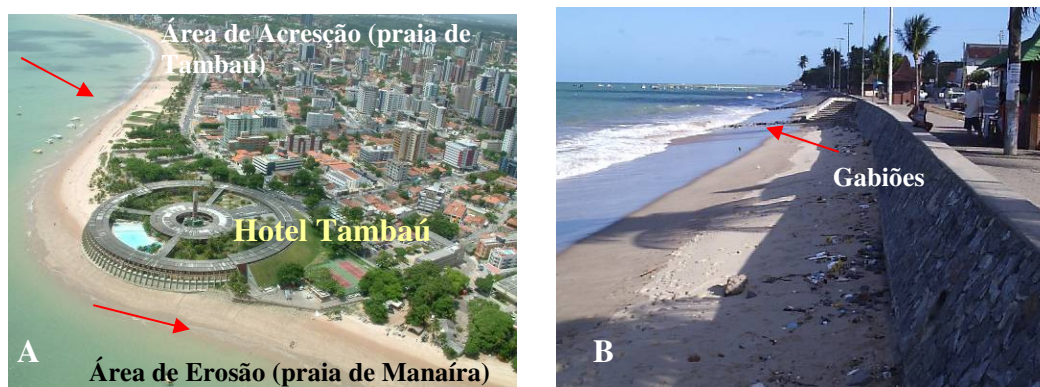 Área de Acresção (praia de
Tambaú)
Hotel Tambaú
A
Área de Erosão (praia de Manaíra)
Gabiões
B